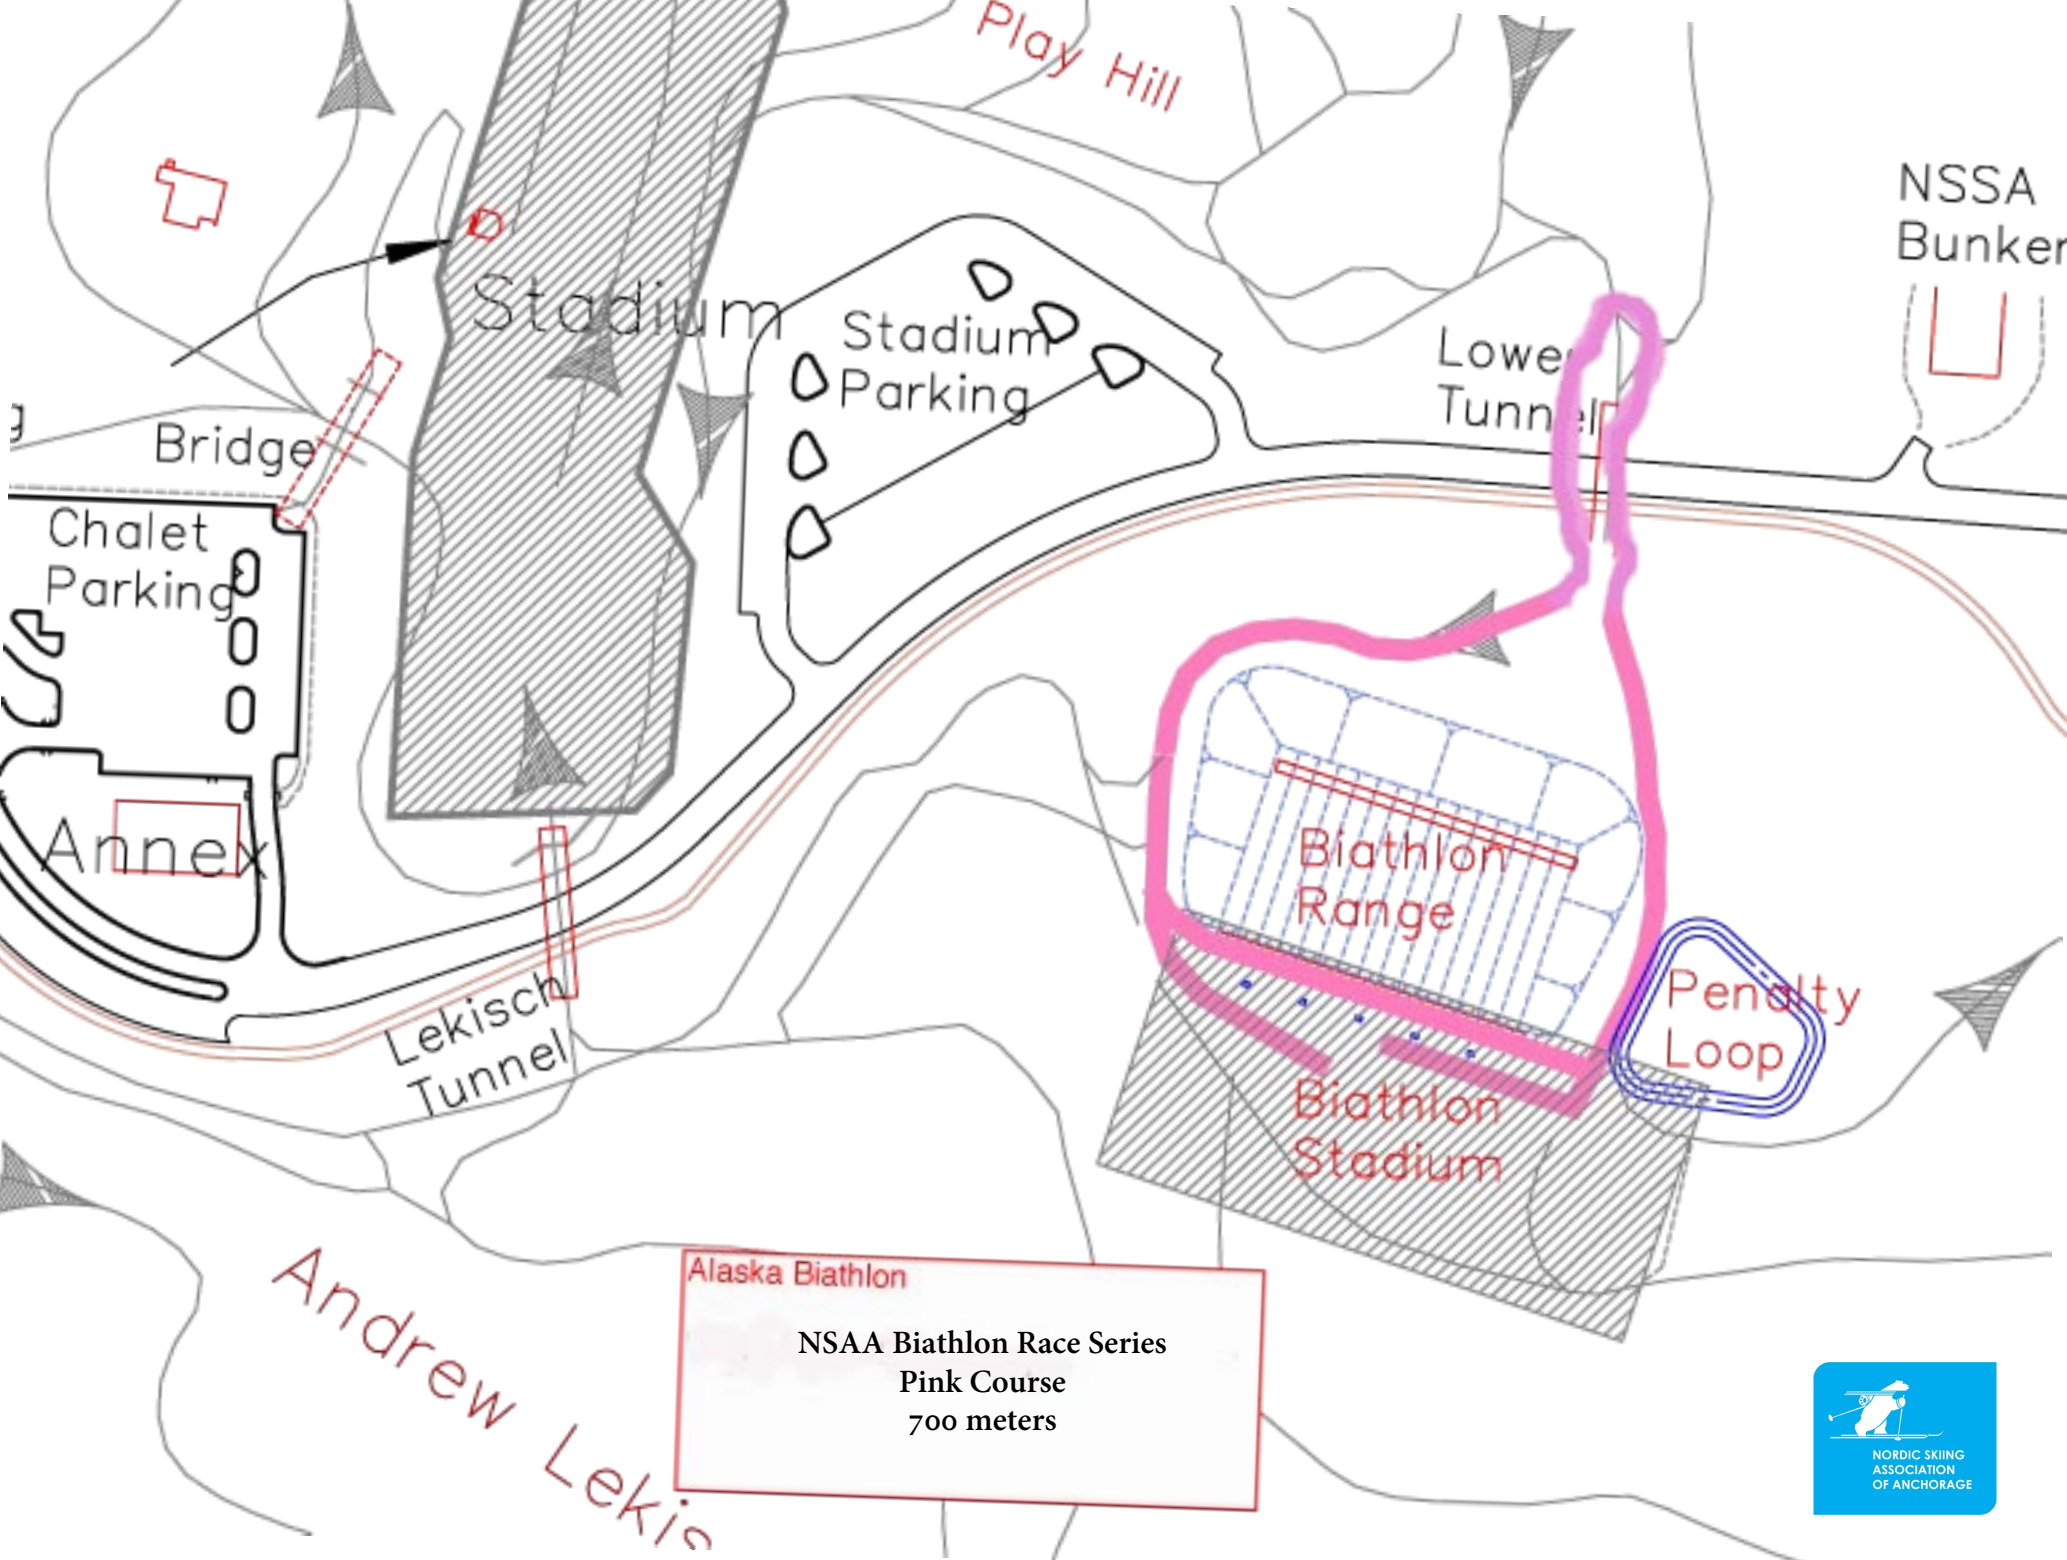 Play Hill
NSSA
Bunker
Stadium
Stadium
Parking
Lower
Tunnel
g
Bridge
Chalet
Parking
Annex
Biathlon
Range
Penalty
Loop
Lekisch
Tunnel
Biathlon
Stadium
Andrew Lekis
Alaska Biathlon
NSAA Biathlon Race Series
Pink Course
700 meters
NORDIC SKIING
ASSOCIATION
OF ANCHORAGE